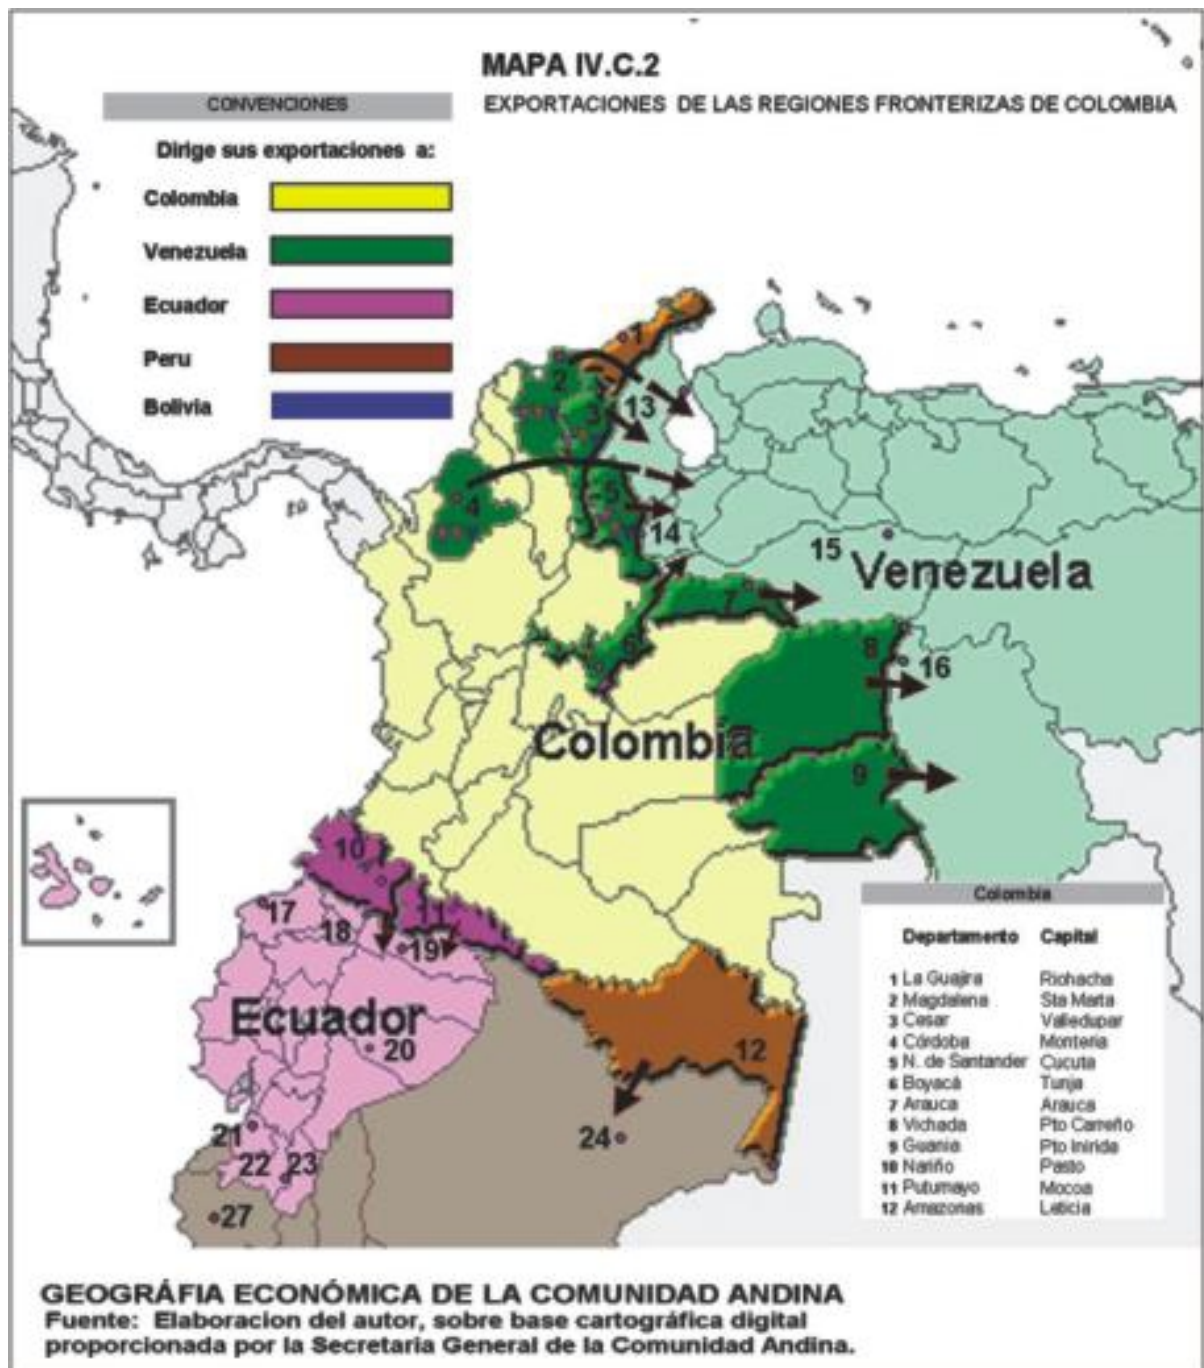 MAPA IV.C.2
EXPORTACIONES DE LAS REGIONES FRONTERIZAS DE COLOMBIA
CONVENCIONES
Dirige sus exportaciones a:
Colombia
Venezuela
Ecuador
Peru
Bolivia
1
2
3
13
4
5
14
15
Venezuela
7
6
8
16
Colombia
9
10
11
17
18
19
Ecuador
20
12
21
22
23
24
27
Colombia
Departamento Capital
1 La Guajira Riohacha
2 Magdalena Sta Marta
3 Cesar Valledupar
4 Córdoba Monteria
5 N. de Santander Cucuta
6 Boyacá Tunja
7 Arauca Arauca
8 Vichada Pto Carreño
9 Guania Pto Inirida
10 Nariño Pasto
11 Putumayo Mocoa
12 Amazonas Leticia
GEOGRÁFIA ECONÓMICA DE LA COMUNIDAD ANDINA
Fuente: Elaboracion del autor, sobre base cartográfica digital
proporcionada por la Secretaria General de la Comunidad Andina.